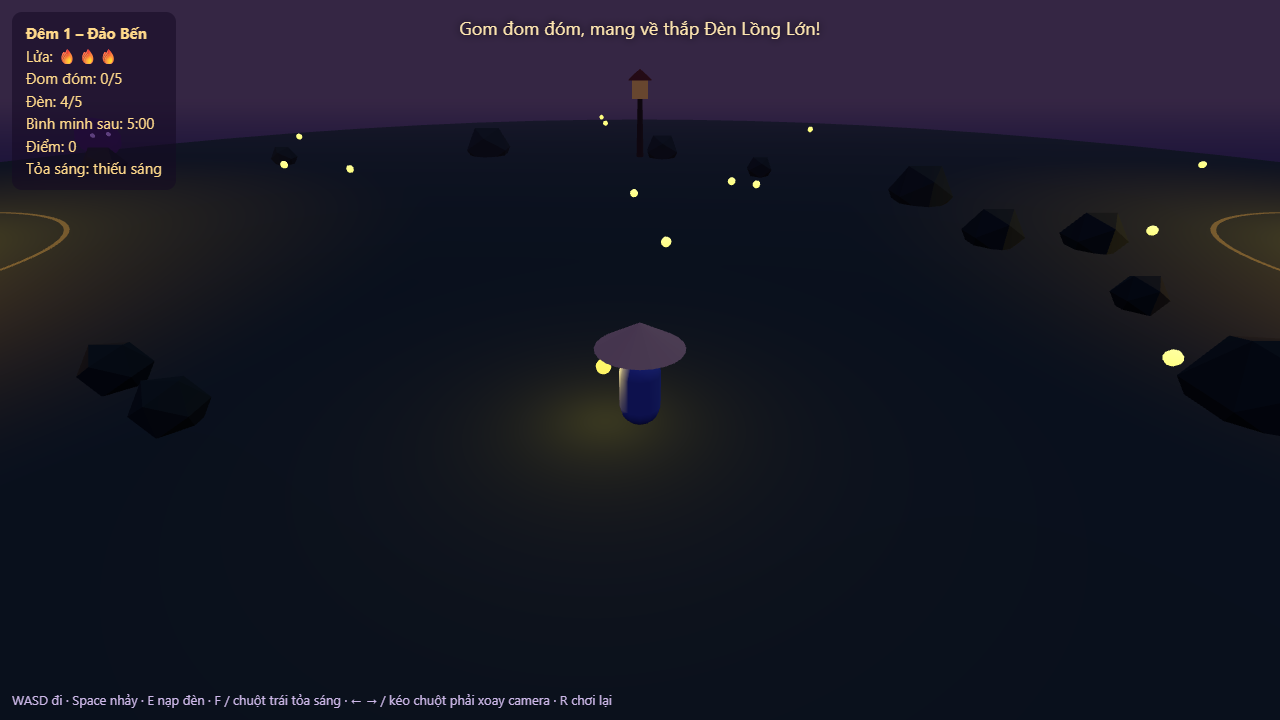 Đêm 1 – Đảo Bến
Lửa: 🔥 🔥 🔥
Đom đóm: 0/5
Đèn: 4/5
Bình minh sau: 5:00
Điểm: 0
Tỏa sáng: thiếu sáng
Gom đom đóm, mang về thắp Đèn Lồng Lớn!
WASD đi · Space nhảy · E nạp đèn · F / chuột trái tỏa sáng · ← → / kéo chuột phải xoay camera · R chơi lại